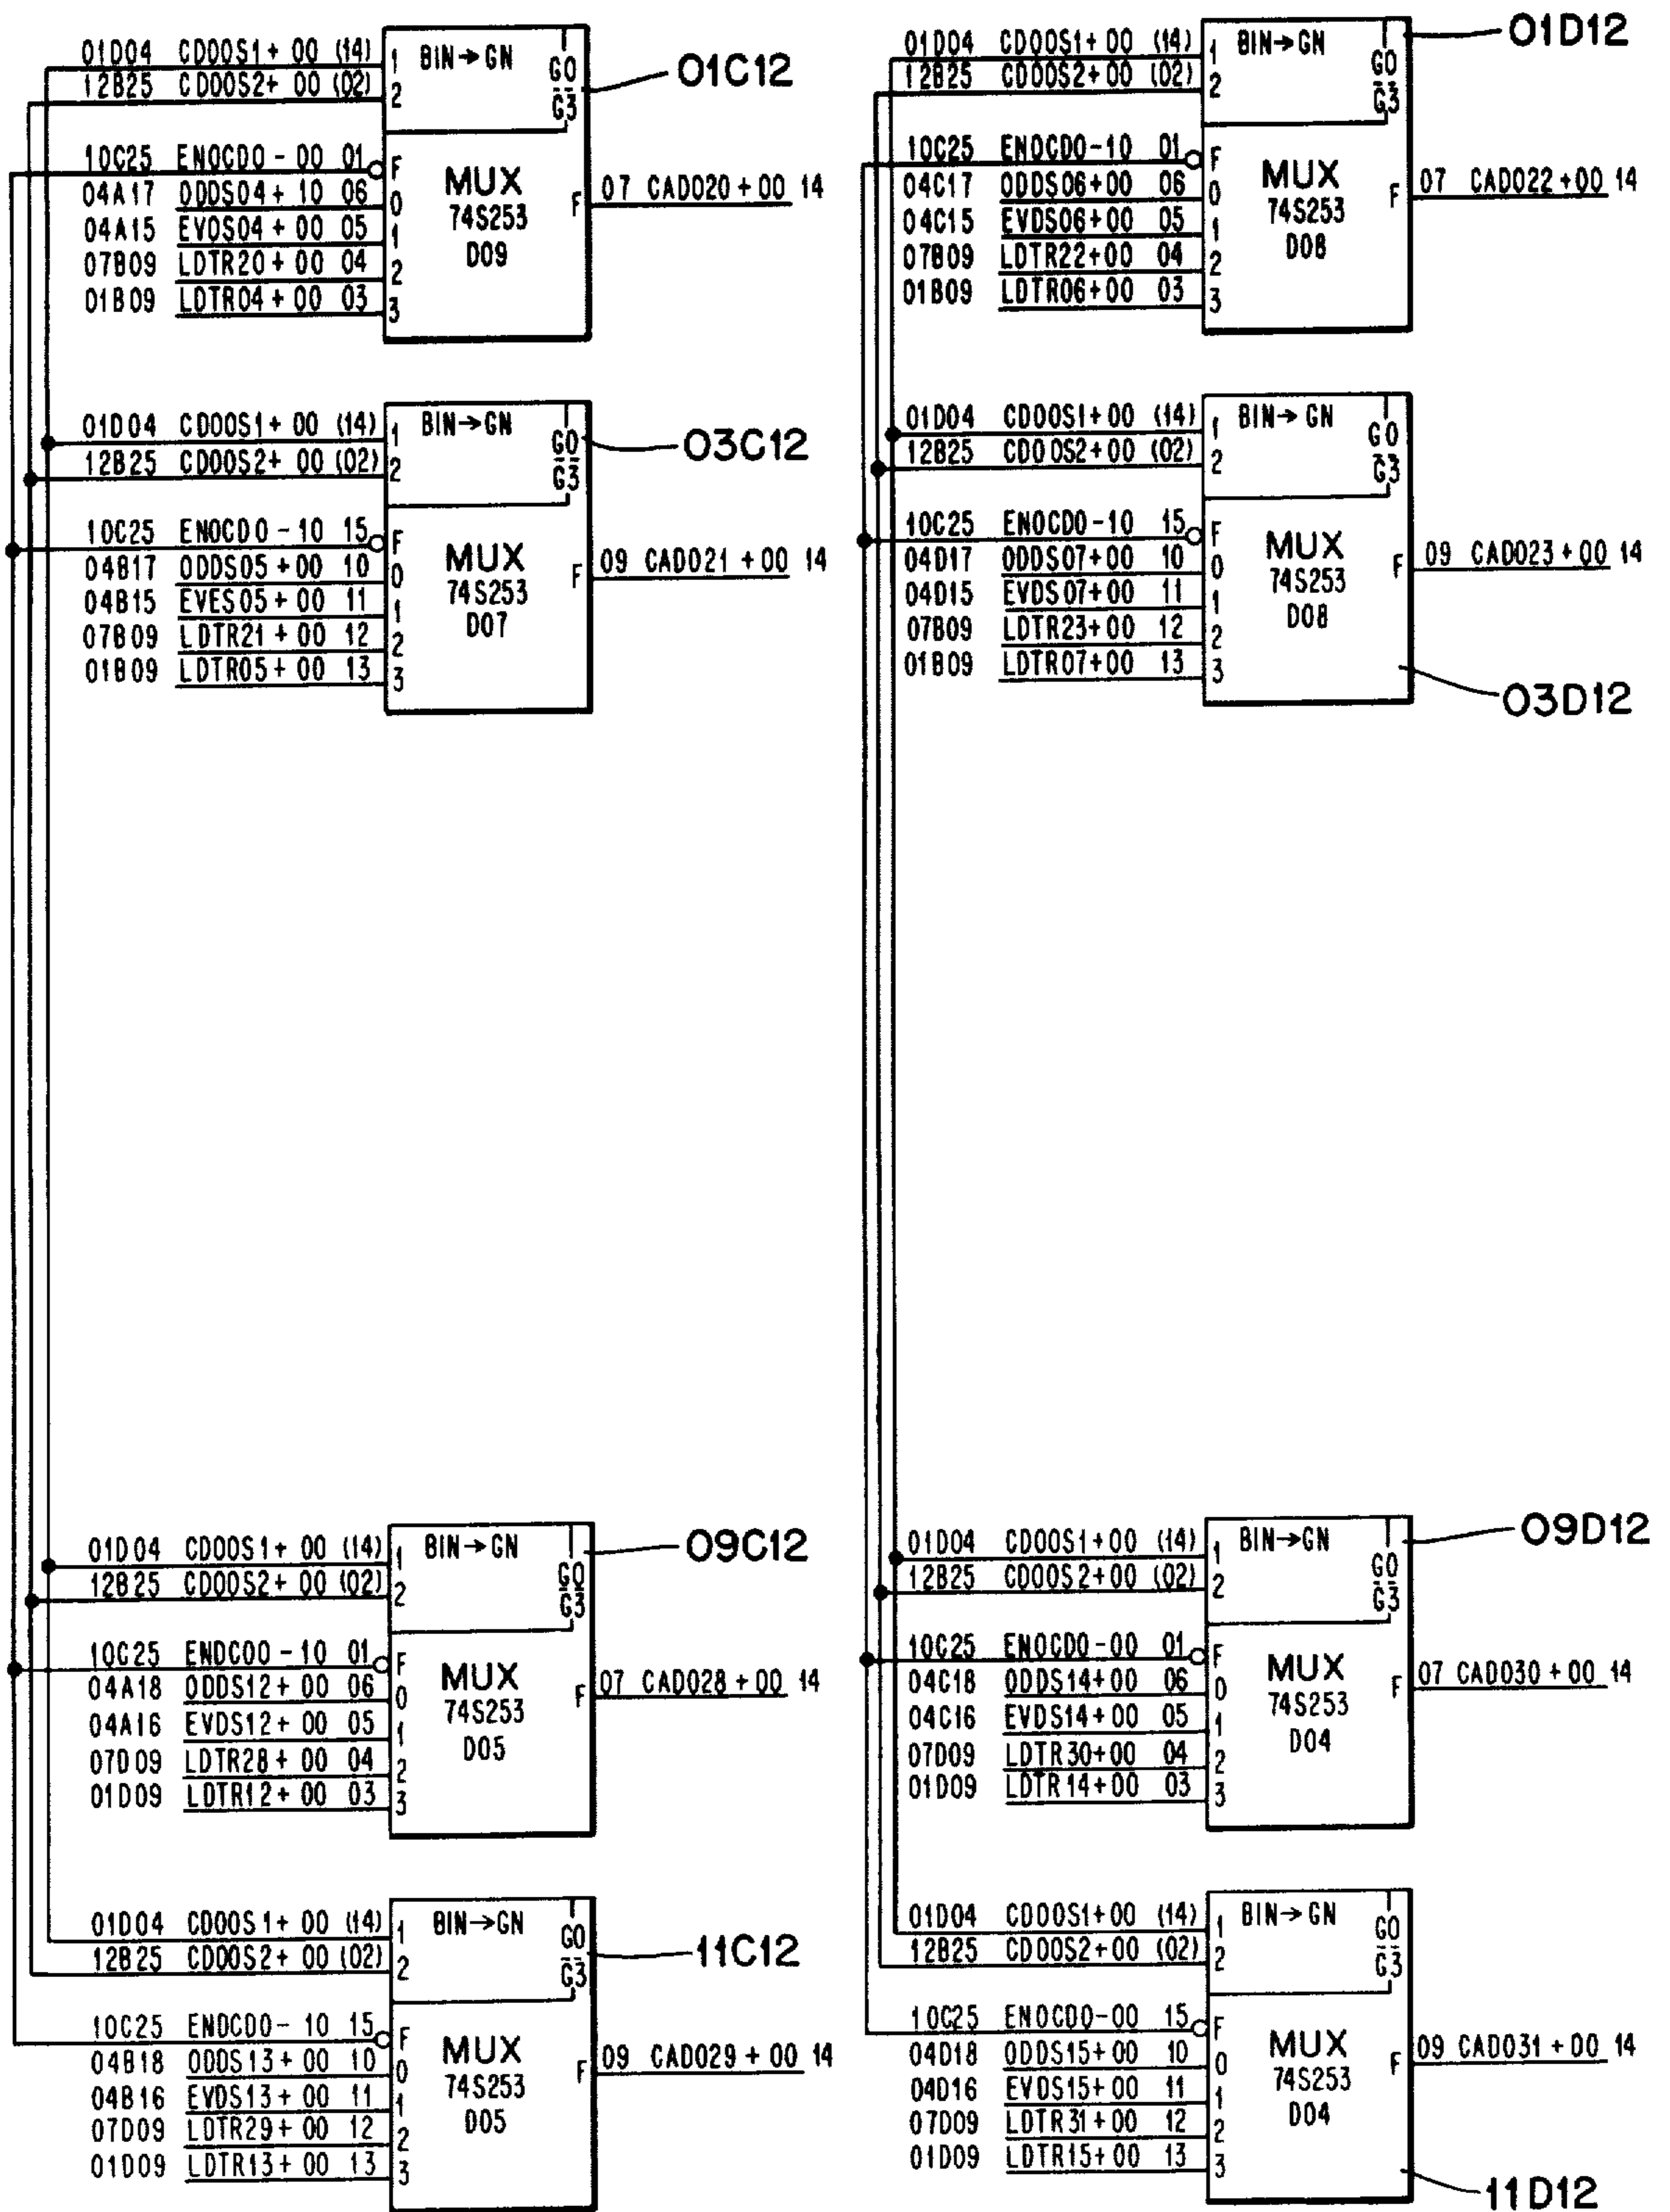 01D04 CD00S1+00 (14) 1 BIN→GN G0
12B25 CD00S2+00 (02) 2 G3
01C12
10C25 EN0CD0-00 01 F
04A17 0DDS04+10 06 0
04A15 EV0S04+00 05 1
07B09 LDTR20+00 04 2
01B09 LDTR04+00 03 3
MUX
74S253
D09
F 07 CAD020+00 14
01D04 CD00S1+00 (14) 1 BIN→GN G0
12B25 CD00S2+00 (02) 2 G3
03C12
10C25 EN0CD0-10 15 F
04B17 0DDS05+00 10 0
04B15 EVES05+00 11 1
07B09 LDTR21+00 12 2
01B09 LDTR05+00 13 3
MUX
74S253
D07
F 09 CAD021+00 14
01D04 CD00S1+00 (14) 1 BIN→GN G0
12B25 CD00S2+00 (02) 2 G3
09C12
10C25 ENDC00-10 01 F
04A18 0DDS12+00 06 0
04A16 EVDS12+00 05 1
07D09 LDTR28+00 04 2
01D09 LDTR12+00 03 3
MUX
74S253
D05
F 07 CAD028+00 14
01D04 CD00S1+00 (14) 1 BIN→GN G0
12B25 CD00S2+00 (02) 2 G3
11C12
10C25 ENDCD0-10 15 F
04B18 0DDS13+00 10 0
04B16 EVDS13+00 11 1
07D09 LDTR29+00 12 2
01D09 LDTR13+00 13 3
MUX
74S253
D05
F 09 CAD029+00 14
01D04 CD00S1+00 (14) 1 BIN→GN G0
12B25 CD00S2+00 (02) 2 G3
01D12
10C25 EN0CD0-10 01 F
04C17 0DDS06+00 06 0
04C15 EVDS06+00 05 1
07B09 LDTR22+00 04 2
01B09 LDTR06+00 03 3
MUX
74S253
D08
F 07 CAD022+00 14
01D04 CD00S1+00 (14) 1 BIN→GN G0
12B25 CD00S2+00 (02) 2 G3
10C25 EN0CD0-10 15 F
04D17 0DDS07+00 10 0
04D15 EVDS07+00 11 1
07B09 LDTR23+00 12 2
01B09 LDTR07+00 13 3
MUX
74S253
D08
F 09 CAD023+00 14
03D12
01D04 CD00S1+00 (14) 1 BIN→GN G0
12B25 CD00S2+00 (02) 2 G3
09D12
10C25 EN0CD0-00 01 F
04C18 0DDS14+00 06 0
04C16 EVDS14+00 05 1
07D09 LDTR30+00 04 2
01D09 LDTR14+00 03 3
MUX
74S253
D04
F 07 CAD030+00 14
01D04 CD00S1+00 (14) 1 BIN→GN G0
12B25 CD00S2+00 (02) 2 G3
10C25 EN0CD0-00 15 F
04D18 0DDS15+00 10 0
04D16 EVDS15+00 11 1
07D09 LDTR31+00 12 2
01D09 LDTR15+00 13 3
MUX
74S253
D04
F 09 CAD031+00 14
11D12